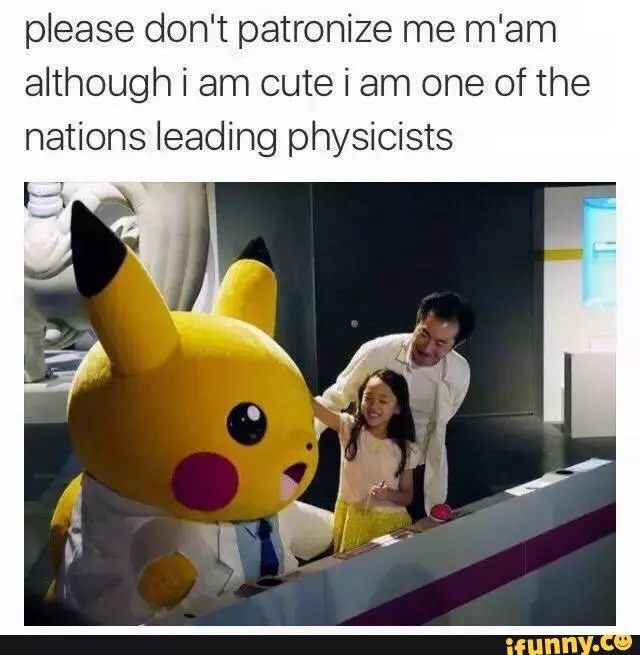 please don't patronize me m'am
although i am cute i am one of the
nations leading physicists
ifunny.co